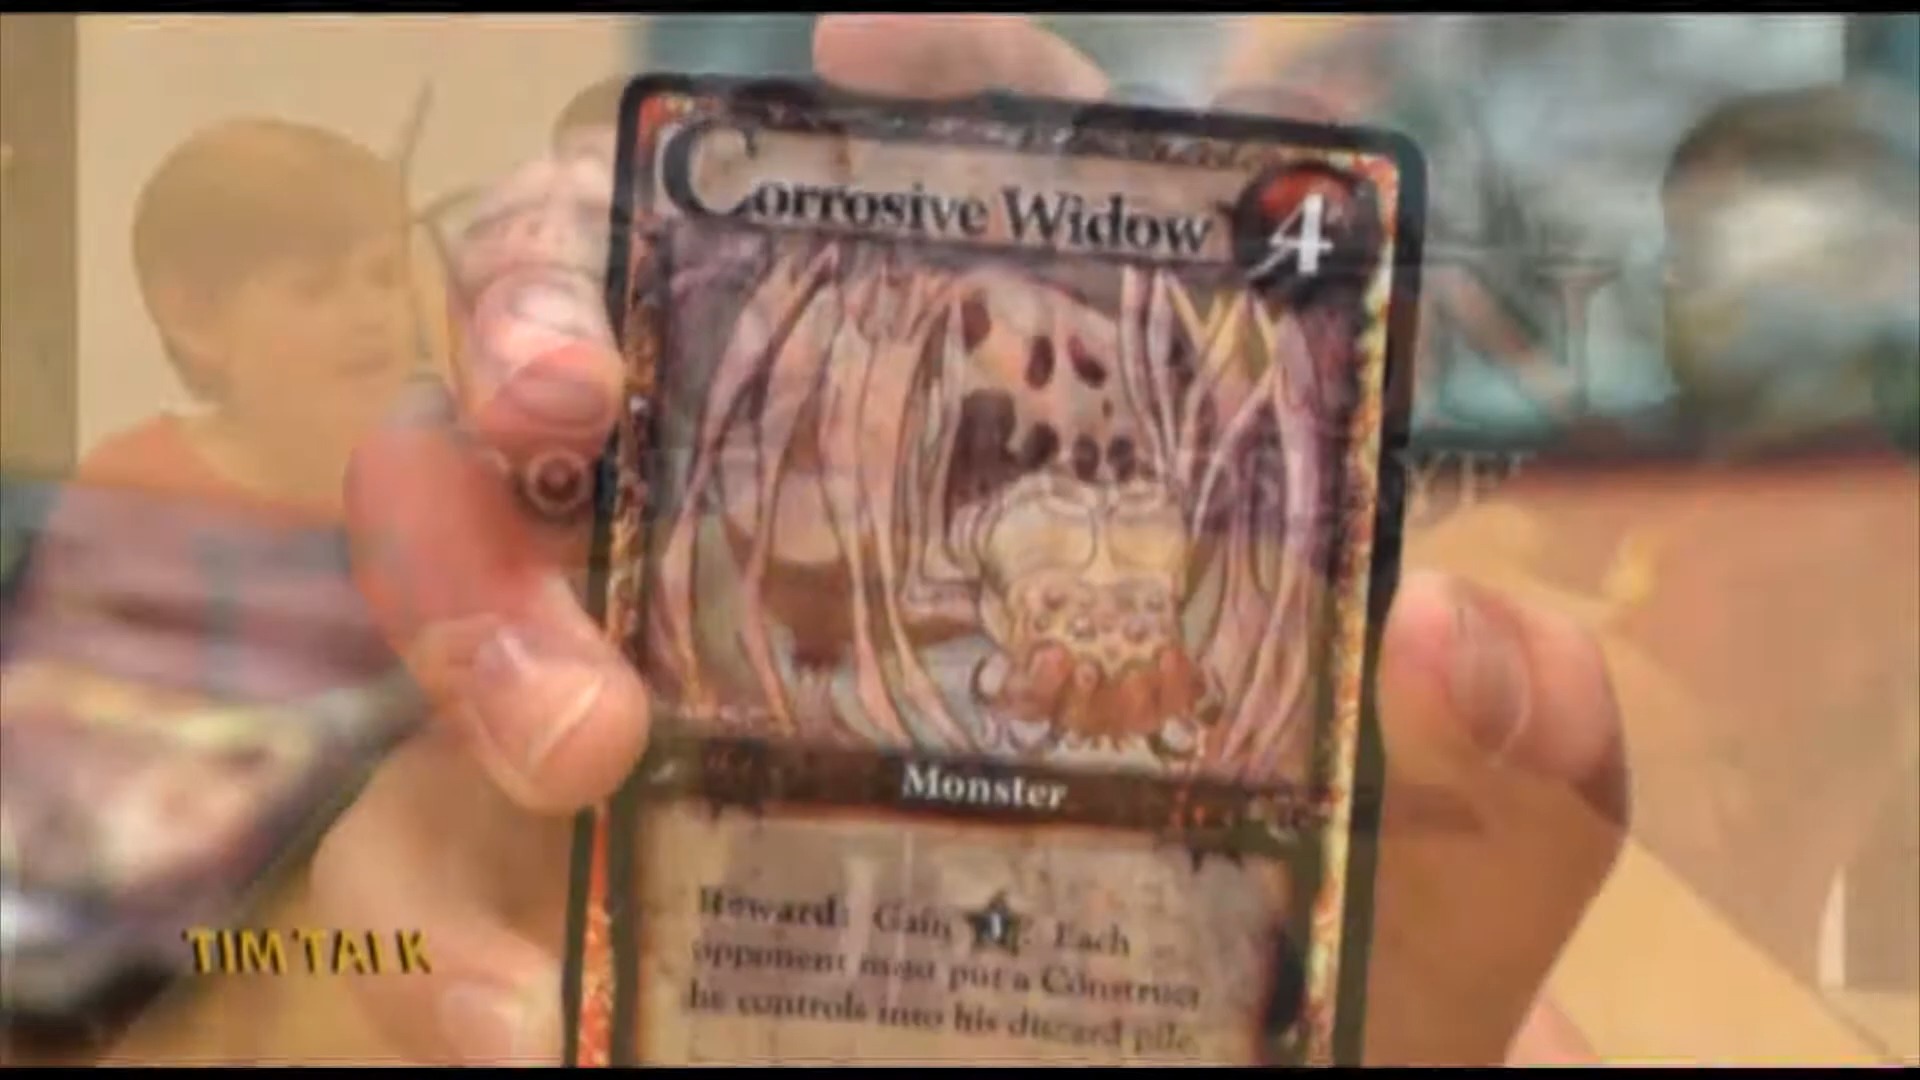 Corrosive Widow 4
Monster
Reward: Gain 3. Each
opponent must put a Construct
he controls into his discard pile.
TIM TALK